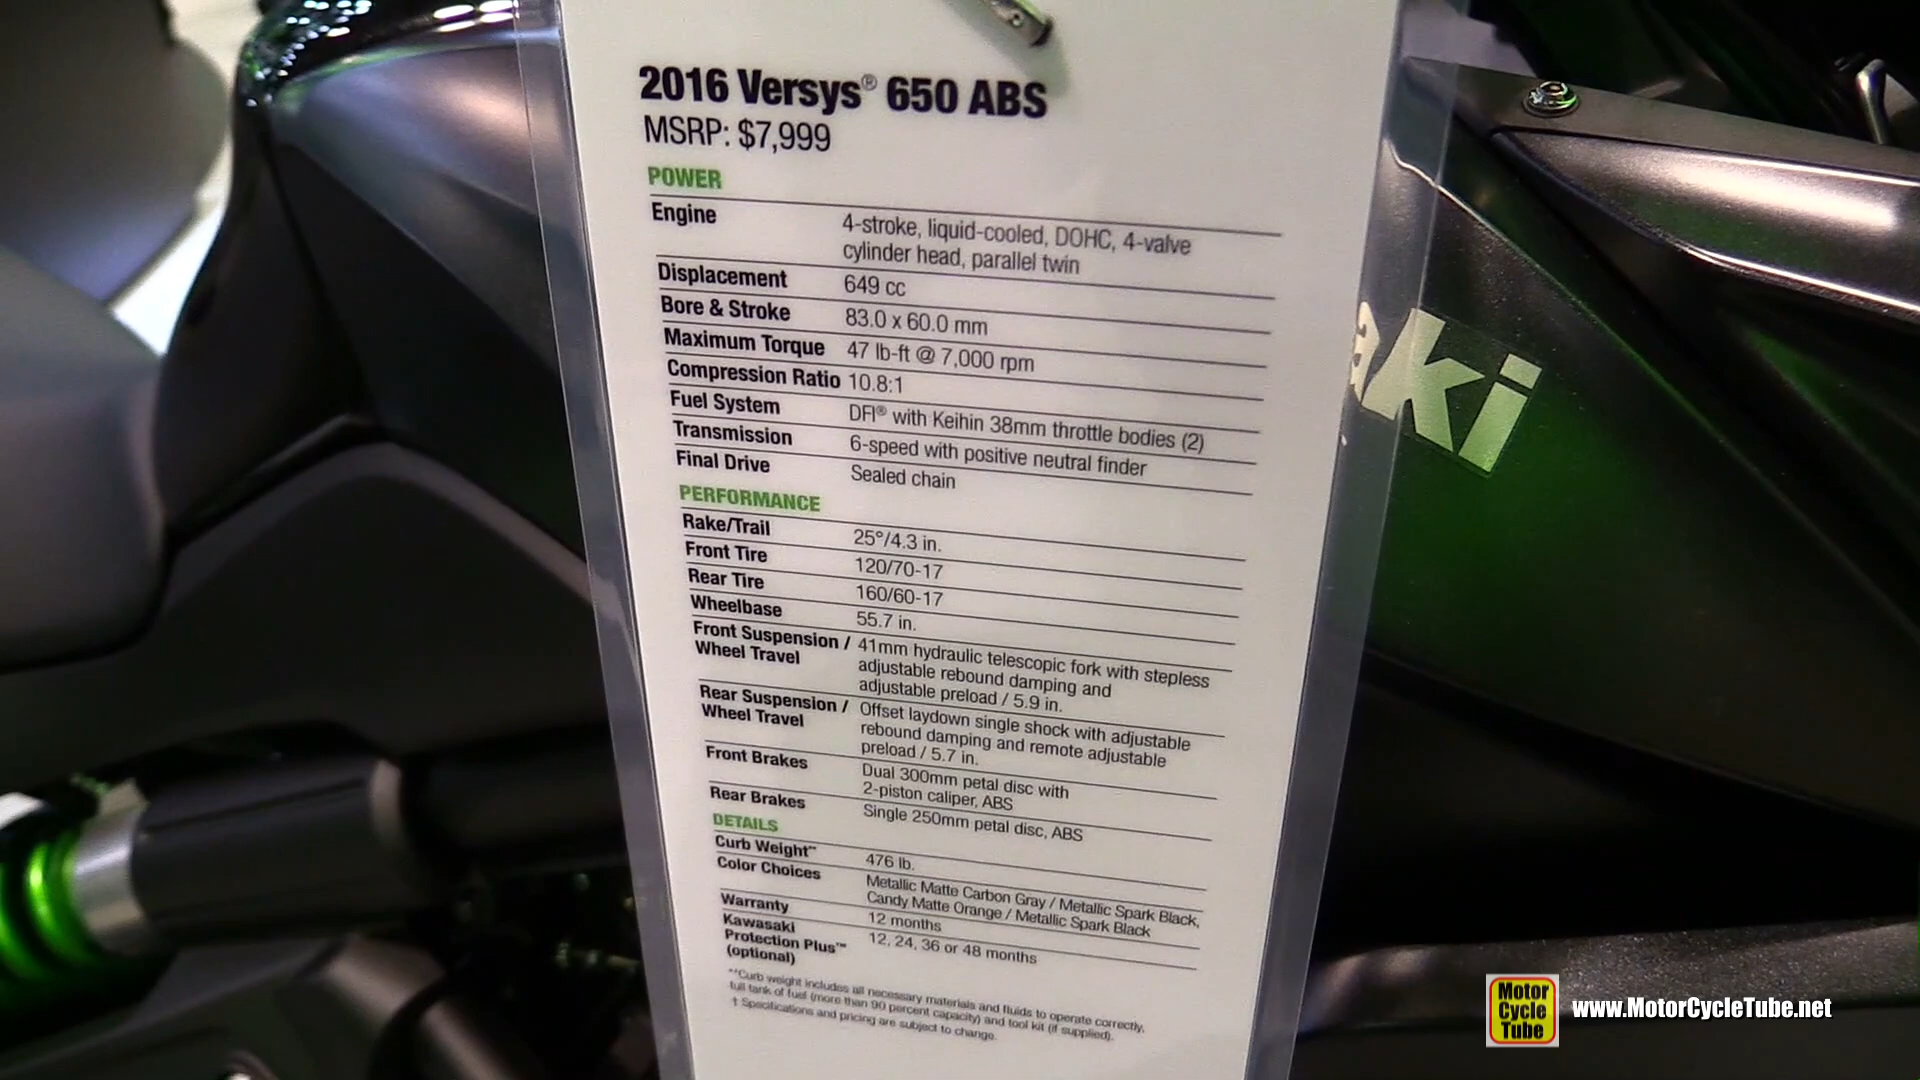 2016 Versys® 650 ABS
MSRP: $7,999
POWER
Engine 4-stroke, liquid-cooled, DOHC, 4-valve
cylinder head, parallel twin
Displacement 649 cc
Bore & Stroke 83.0 x 60.0 mm
Maximum Torque 47 lb-ft @ 7,000 rpm
Compression Ratio 10.8:1
Fuel System DFI® with Keihin 38mm throttle bodies (2)
Transmission 6-speed with positive neutral finder
Final Drive Sealed chain
PERFORMANCE
Rake/Trail 25°/4.3 in.
Front Tire 120/70-17
Rear Tire 160/60-17
Wheelbase 55.7 in.
Front Suspension / 41mm hydraulic telescopic fork with stepless
Wheel Travel adjustable rebound damping and
adjustable preload / 5.9 in.
Rear Suspension / Offset laydown single shock with adjustable
Wheel Travel rebound damping and remote adjustable
preload / 5.7 in.
Front Brakes Dual 300mm petal disc with
2-piston caliper, ABS
Rear Brakes Single 250mm petal disc, ABS
DETAILS
Curb Weight** 476 lb.
Color Choices Metallic Matte Carbon Gray / Metallic Spark Black,
Candy Matte Orange / Metallic Spark Black
Warranty 12 months
Kawasaki 12, 24, 36 or 48 months
Protection Plus™
(optional)
**Curb weight includes all necessary materials and fluids to operate correctly,
full tank of fuel (more than 90 percent capacity) and tool kit (if supplied).
† Specifications and pricing are subject to change.
aki
Motor
Cycle
Tube
www.MotorCycleTube.net